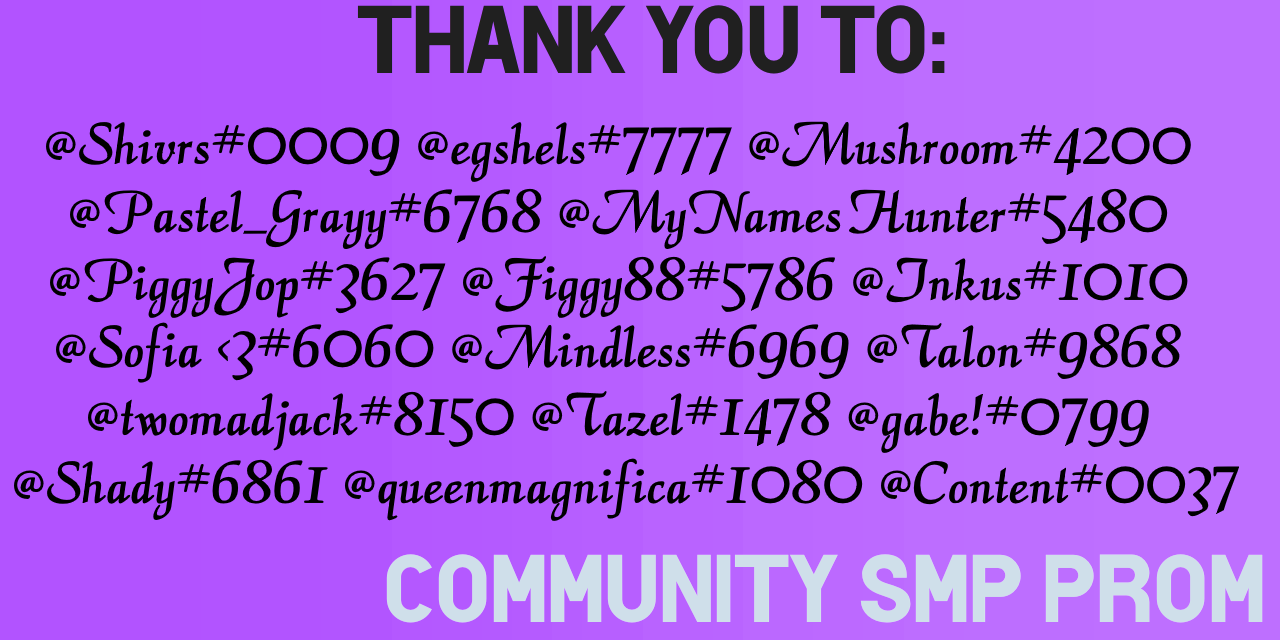 THANK YOU TO:
@Shivrs#0009 @egshels#7777 @Mushroom#4200
@Pastel_Grayy#6768 @MyNamesHunter#5480
@PiggyJop#3627 @Figgy88#5786 @Inkus#1010
@Sofia <3#6060 @Mindless#6969 @Talon#9868
@twomadjack#8150 @Tazel#1478 @gabe!#0799
@Shady#6861 @queenmagnifica#1080 @Content#0037
COMMUNITY SMP PROM